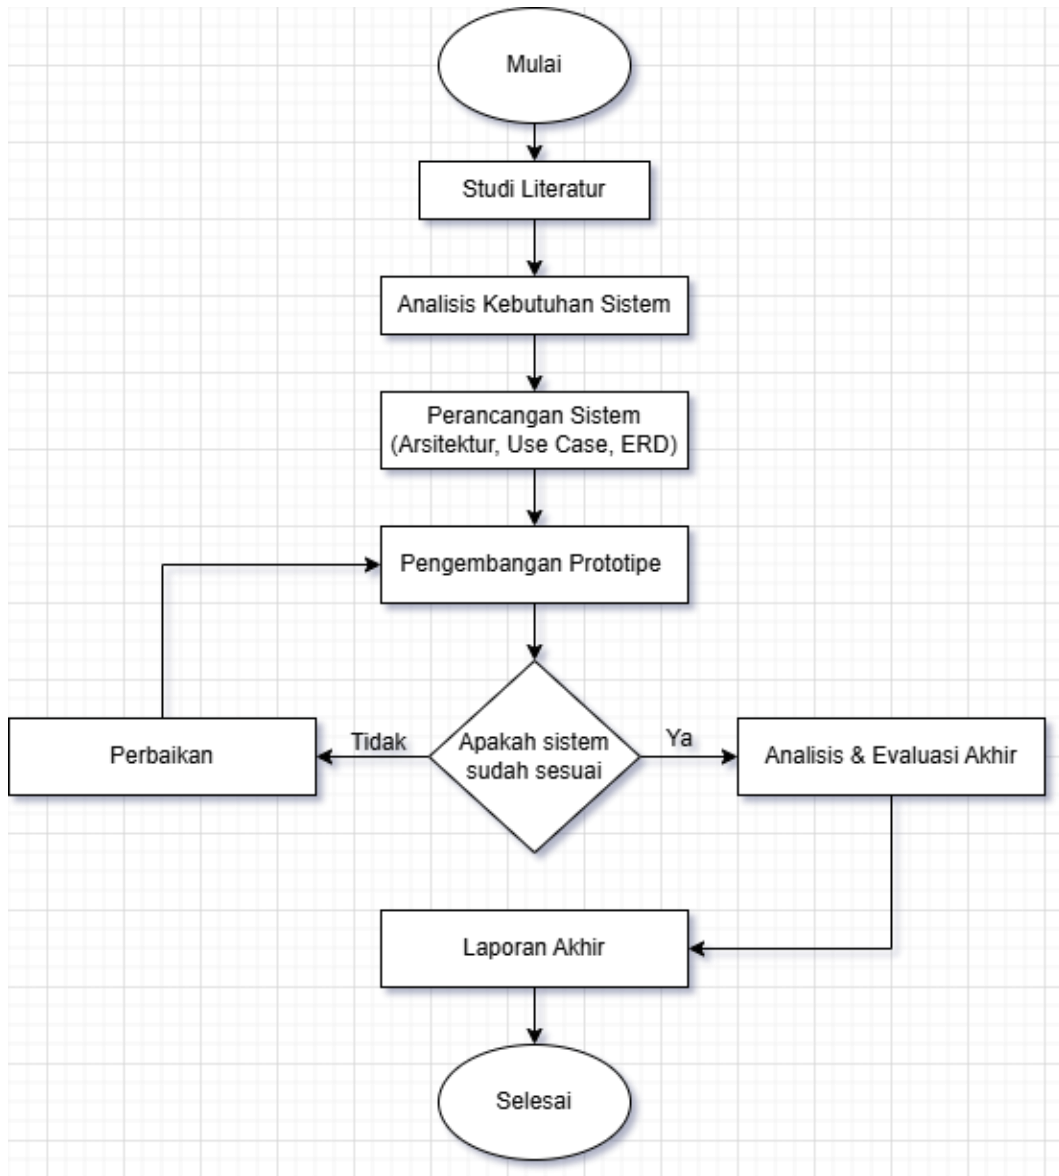 Mulai
Studi Literatur
Analisis Kebutuhan Sistem
Perancangan Sistem
(Arsitektur, Use Case, ERD)
Pengembangan Prototipe
Perbaikan
Tidak
Apakah sistem
sudah sesuai
Ya
Analisis & Evaluasi Akhir
Laporan Akhir
Selesai